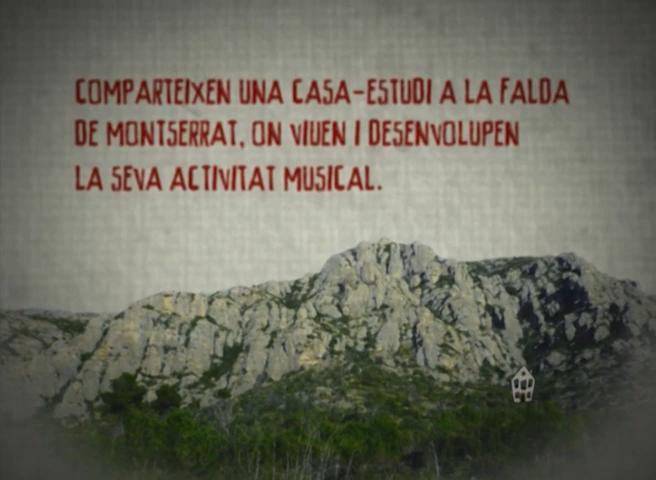 COMPARTEIXEN UNA CASA-ESTUDI A LA FALDA
DE MONTSERRAT, ON VIUEN I DESENVOLUPEN
LA SEVA ACTIVITAT MUSICAL.